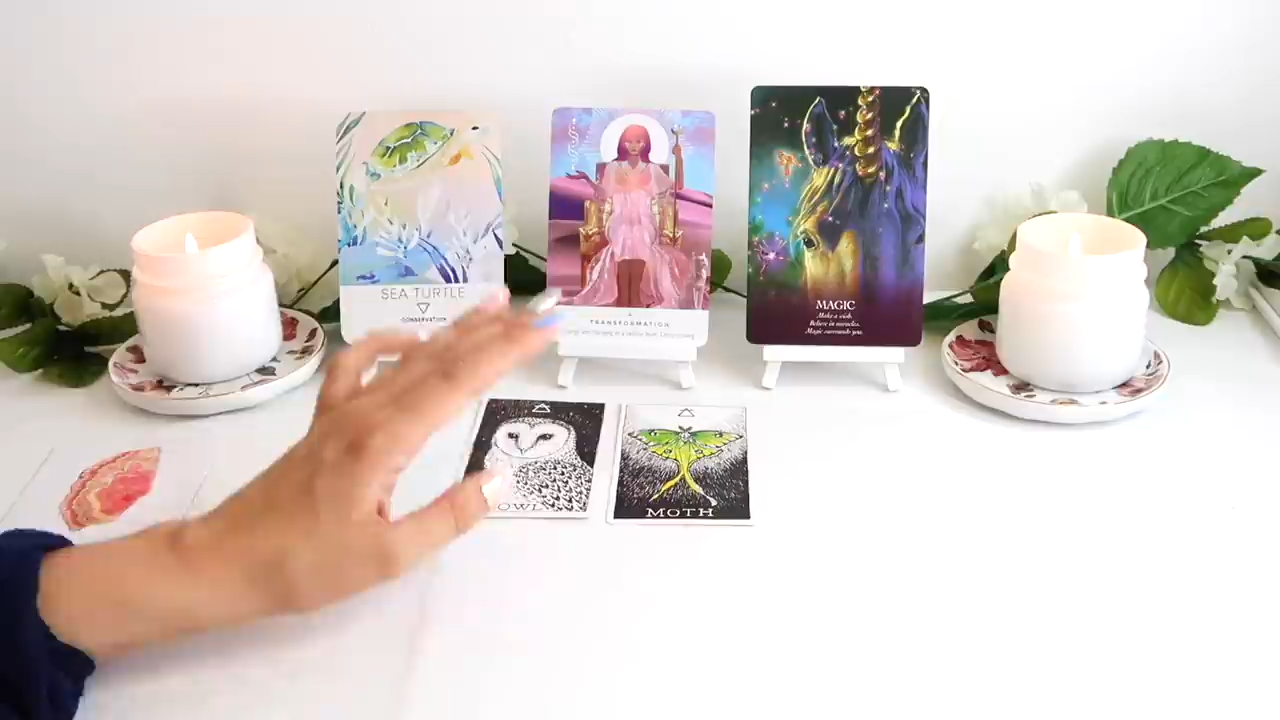 SEA TURTLE
CONSERVATION
TRANSFORMATION
MAGIC
Make a wish.
Believe in miracles.
Magic surrounds you.
OWL
MOTH